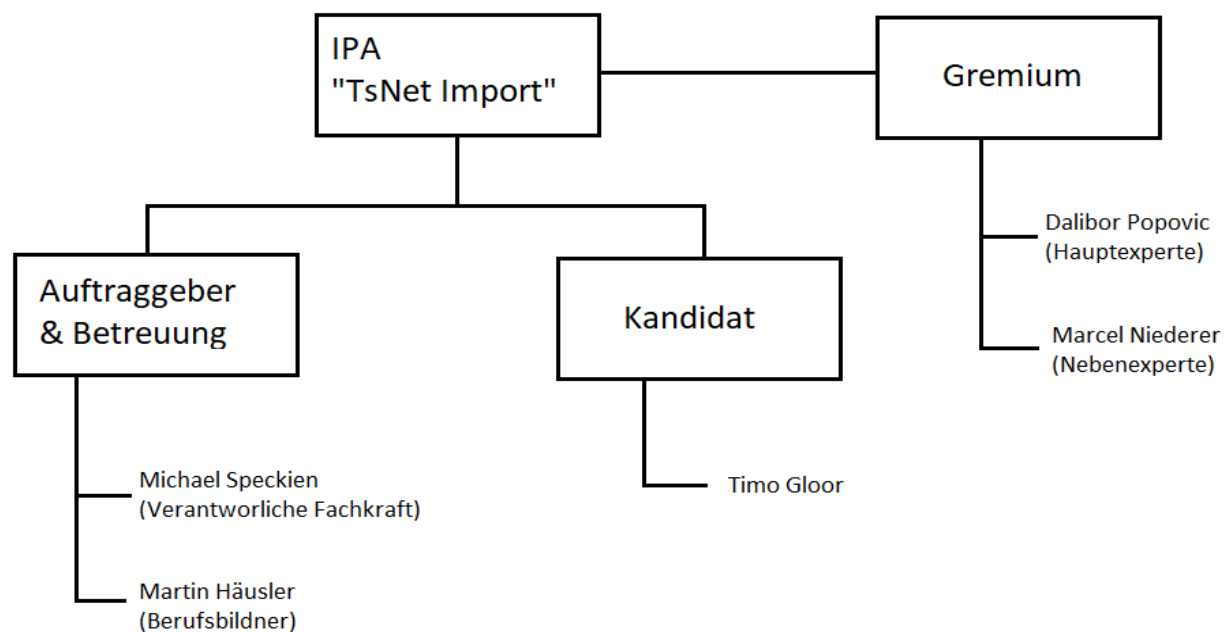 IPA
"TsNet Import"
Gremium
Dalibor Popovic
(Hauptexperte)
Marcel Niederer
(Nebenexperte)
Auftraggeber
& Betreuung
Kandidat
Michael Speckien
(Verantworliche Fachkraft)
Martin Häusler
(Berufsbildner)
Timo Gloor